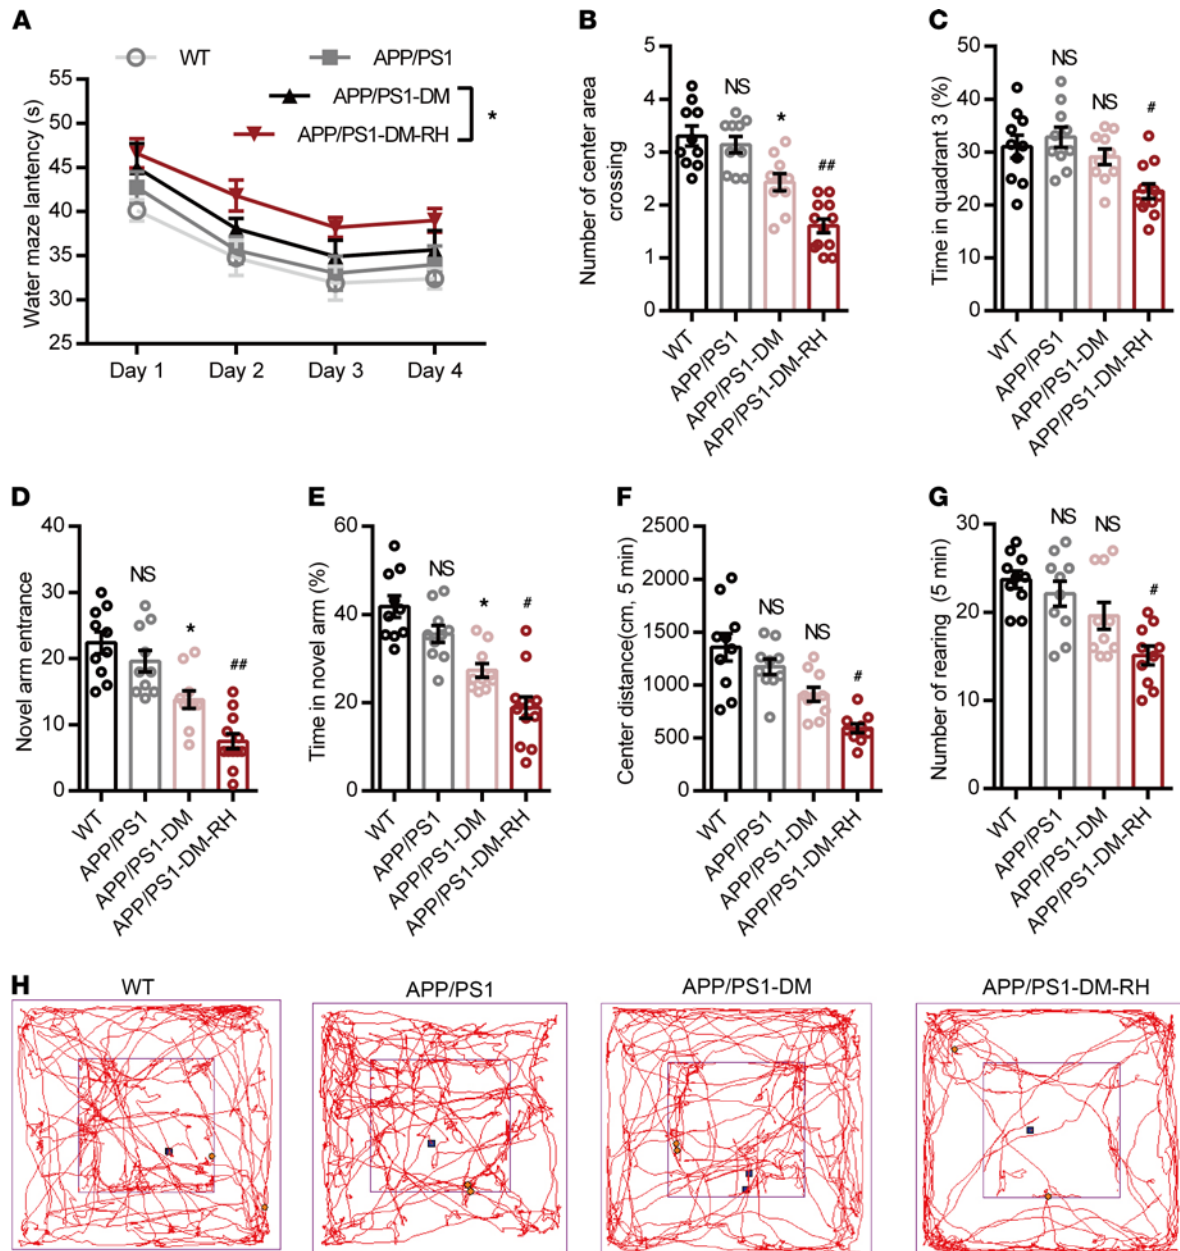 A
WT
APP/PS1
APP/PS1-DM
APP/PS1-DM-RH
*
Water maze lantency (s)
55
50
45
40
35
30
25
Day 1
Day 2
Day 3
Day 4
B
Number of center area
crossing
5
4
3
2
1
0
NS
*
##
WT
APP/PS1
APP/PS1-DM
APP/PS1-DM-RH
C
Time in quadrant 3 (%)
50
40
30
20
10
0
NS
NS
#
WT
APP/PS1
APP/PS1-DM
APP/PS1-DM-RH
D
Novel arm entrance
40
30
20
10
0
NS
*
##
WT
APP/PS1
APP/PS1-DM
APP/PS1-DM-RH
E
Time in novel arm (%)
60
40
20
0
NS
*
#
WT
APP/PS1
APP/PS1-DM
APP/PS1-DM-RH
F
Center distance(cm, 5 min)
2500
2000
1500
1000
500
0
NS
NS
#
WT
APP/PS1
APP/PS1-DM
APP/PS1-DM-RH
G
Number of rearing (5 min)
30
20
10
0
NS
NS
#
WT
APP/PS1
APP/PS1-DM
APP/PS1-DM-RH
H
WT
APP/PS1
APP/PS1-DM
APP/PS1-DM-RH